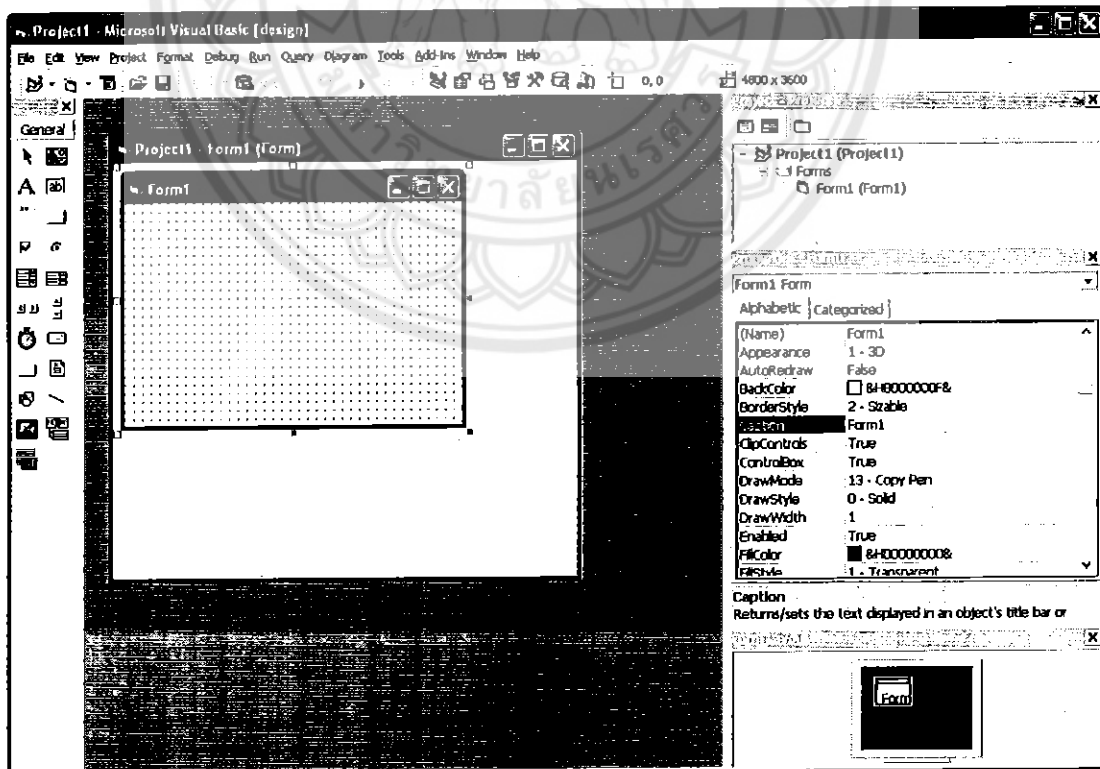 Project1 - Microsoft Visual Basic [design]
File Edit View Project Format Debug Run Query Diagram Tools Add-Ins Window Help
0,0 4800 x 3600
General
Project1 - Form1 (Form)
Form1
Project1 (Project1)
Forms
Form1 (Form1)
Form1 Form
Alphabetic Categorized
(Name) Form1
Appearance 1 - 3D
AutoRedraw False
BackColor &H8000000F&
BorderStyle 2 - Sizable
Caption Form1
ClipControls True
ControlBox True
DrawMode 13 - Copy Pen
DrawStyle 0 - Solid
DrawWidth 1
Enabled True
FillColor &H00000000&
FillStyle 1 - Transparent
Caption
Returns/sets the text displayed in an object's title bar or
Form